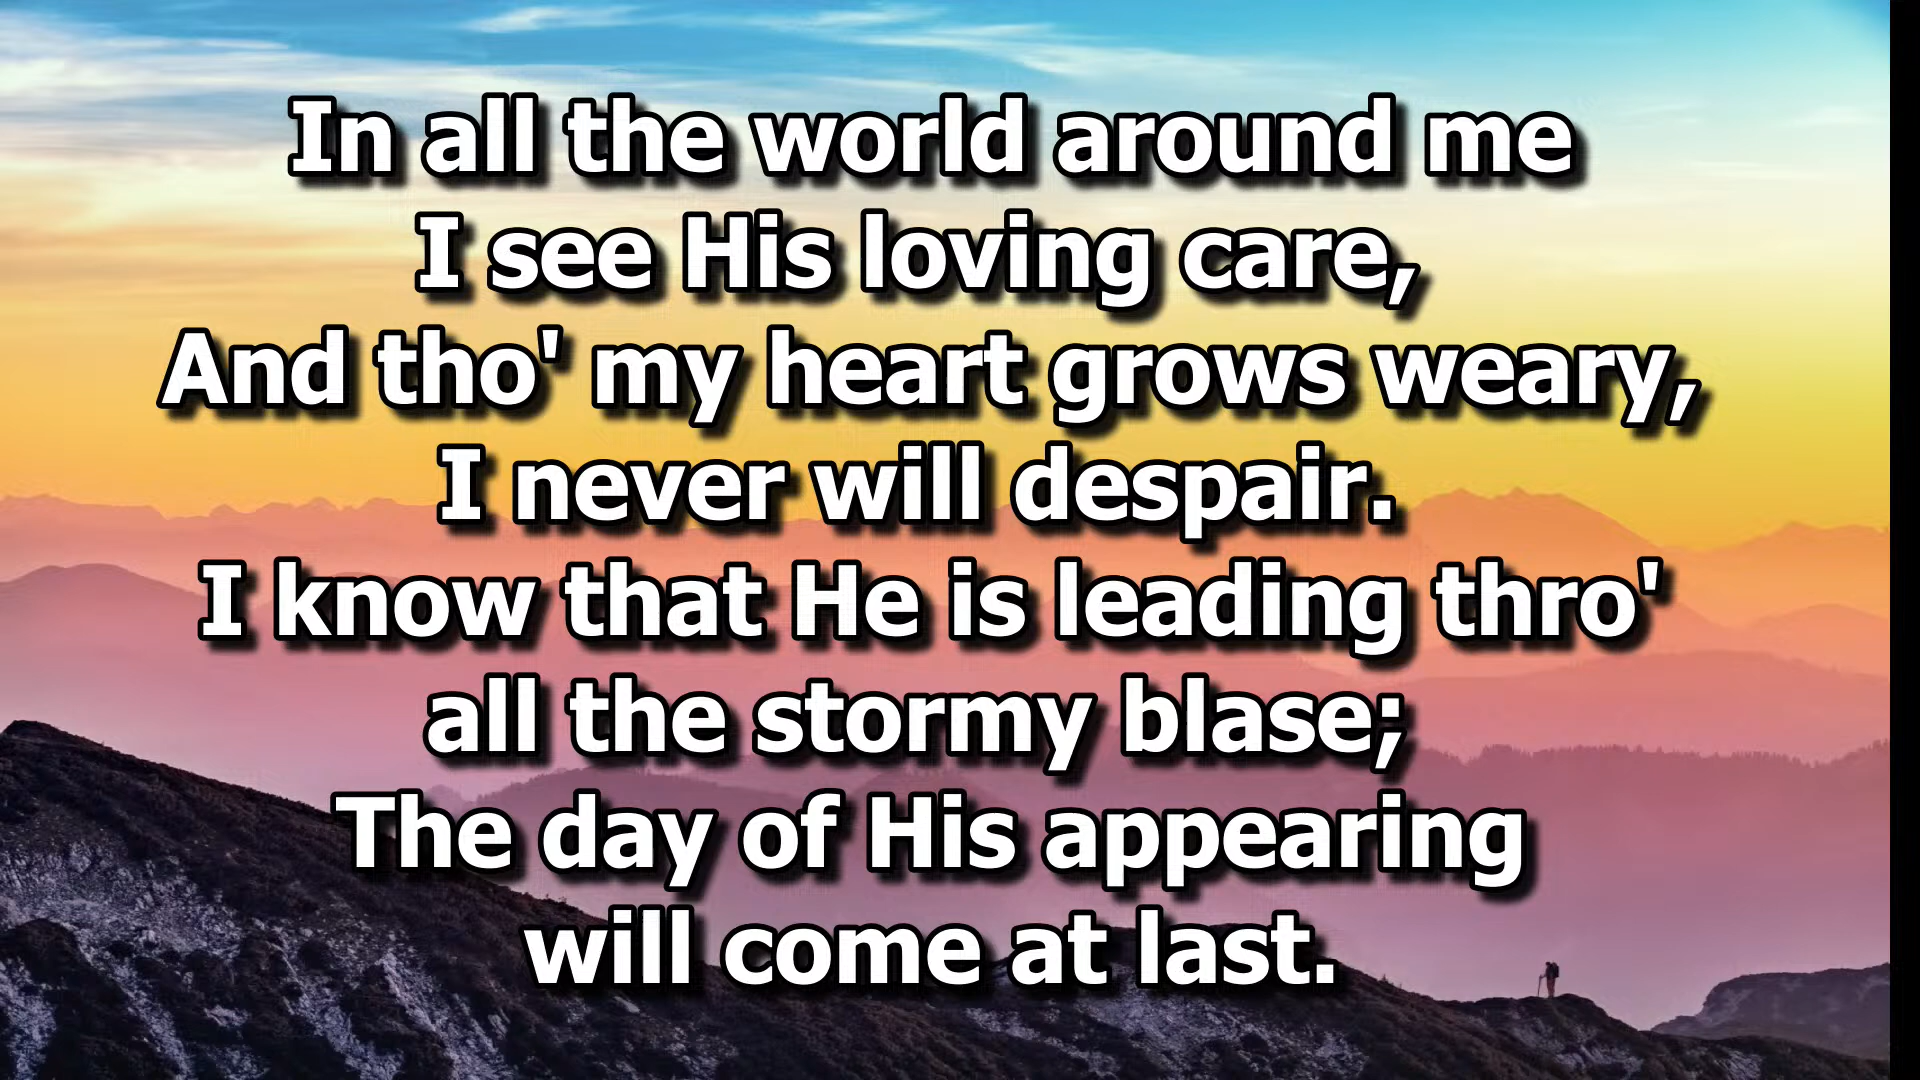 In all the world around me
I see His loving care,
And tho' my heart grows weary,
I never will despair.
I know that He is leading thro'
all the stormy blase;
The day of His appearing
will come at last.